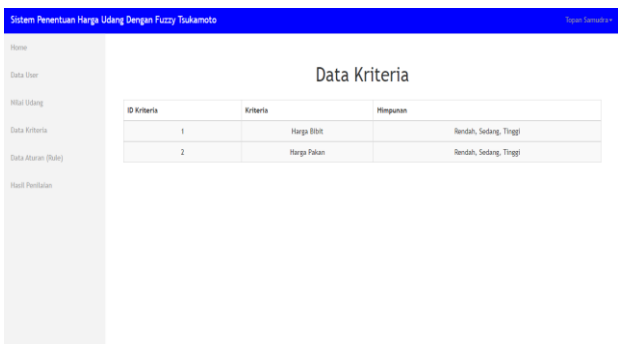 Sistem Penentuan Harga Udang Dengan Fuzzy Tsukamoto Topan Samudra
Home
Data User
Nilai Udang
Data Kriteria
Data Aturan (Rule)
Hasil Penilaian
Data Kriteria
ID Kriteria Kriteria Himpunan
1 Harga Bibit Rendah, Sedang, Tinggi
2 Harga Pakan Rendah, Sedang, Tinggi